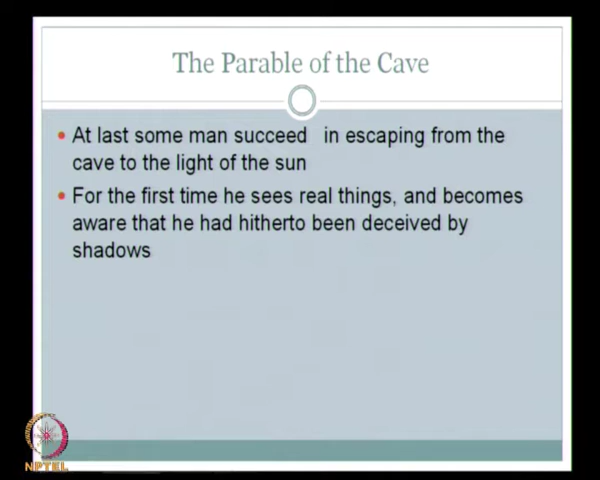 The Parable of the Cave
At last some man succeed in escaping from the
cave to the light of the sun
For the first time he sees real things, and becomes
aware that he had hitherto been deceived by
shadows
NPTEL